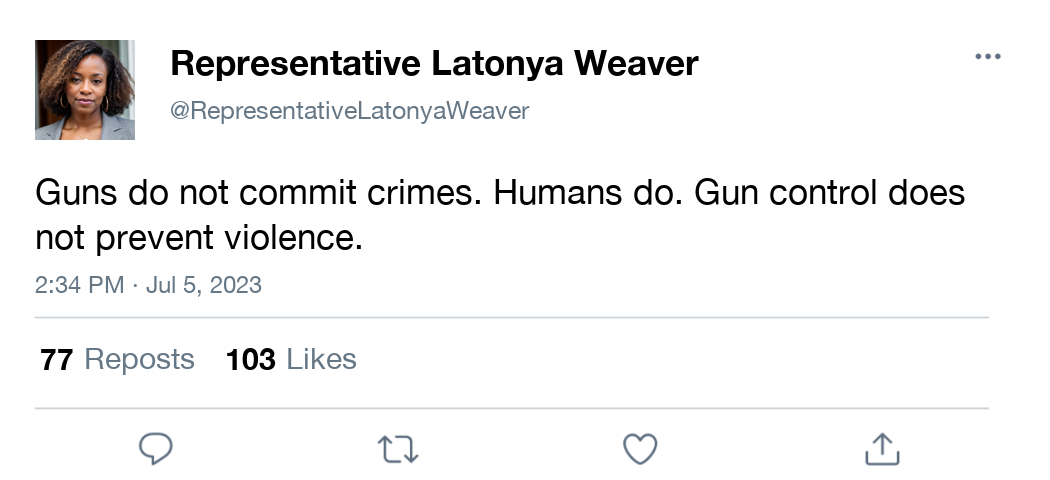 Representative Latonya Weaver
@RepresentativeLatonyaWeaver
Guns do not commit crimes. Humans do. Gun control does
not prevent violence.
2:34 PM · Jul 5, 2023
77 Reposts 103 Likes